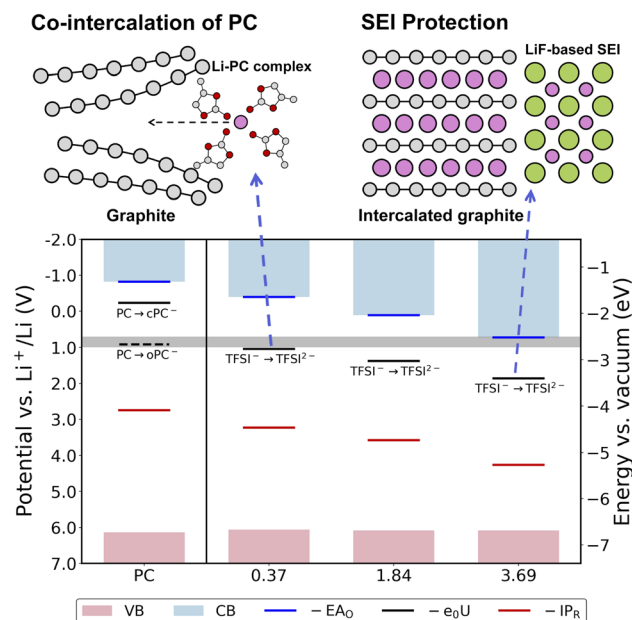 Co-intercalation of PC
SEI Protection
Li-PC complex
LiF-based SEI
Graphite
Intercalated graphite
Potential vs. Li⁺/Li (V)
-2.0
-1.0
0.0
1.0
2.0
3.0
4.0
5.0
6.0
7.0
PC→cPC⁻
PC→oPC⁻
TFSI⁻→TFSI²⁻
TFSI⁻→TFSI²⁻
TFSI⁻→TFSI²⁻
−1
−2
−3
−4
−5
−6
−7
Energy vs. vacuum (eV)
PC
0.37
1.84
3.69
VB
CB
− EA_O
− e₀U
− IP_R